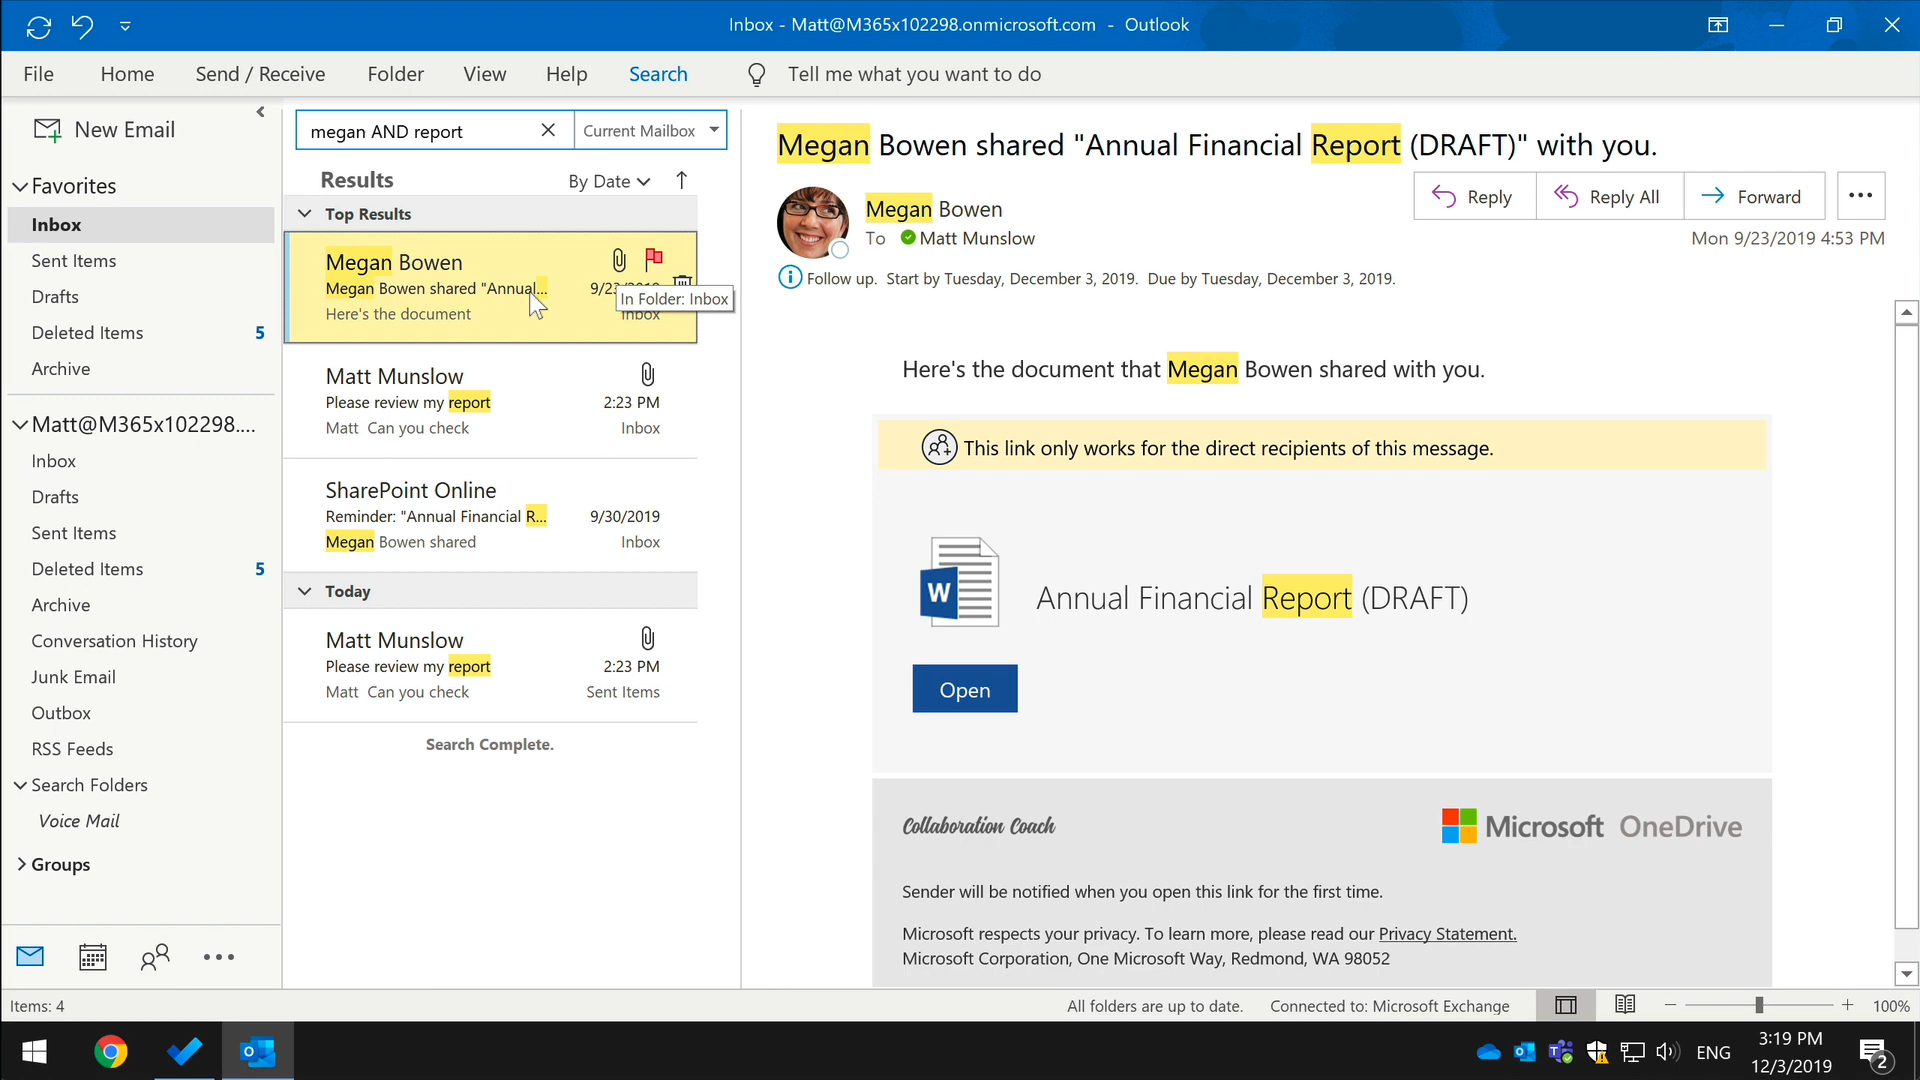 Inbox - Matt@M365x102298.onmicrosoft.com - Outlook
File Home Send / Receive Folder View Help Search Tell me what you want to do
New Email
Favorites
Inbox
Sent Items
Drafts
Deleted Items 5
Archive
Matt@M365x102298....
Inbox
Drafts
Sent Items
Deleted Items 5
Archive
Conversation History
Junk Email
Outbox
RSS Feeds
Search Folders
Voice Mail
Groups
megan AND report Current Mailbox
Results By Date
Top Results
Megan Bowen
Megan Bowen shared "Annual... 9/23/2019
In Folder: Inbox
Here's the document Inbox
Matt Munslow
Please review my report 2:23 PM
Matt Can you check Inbox
SharePoint Online
Reminder: "Annual Financial R... 9/30/2019
Megan Bowen shared Inbox
Today
Matt Munslow
Please review my report 2:23 PM
Matt Can you check Sent Items
Search Complete.
Megan Bowen shared "Annual Financial Report (DRAFT)" with you.
Reply Reply All Forward
Megan Bowen
To Matt Munslow
Mon 9/23/2019 4:53 PM
Follow up. Start by Tuesday, December 3, 2019. Due by Tuesday, December 3, 2019.
Here's the document that Megan Bowen shared with you.
This link only works for the direct recipients of this message.
W
Annual Financial Report (DRAFT)
Open
Collaboration Coach
Microsoft OneDrive
Sender will be notified when you open this link for the first time.
Microsoft respects your privacy. To learn more, please read our Privacy Statement.
Microsoft Corporation, One Microsoft Way, Redmond, WA 98052
Items: 4 All folders are up to date. Connected to: Microsoft Exchange 100%
ENG 3:19 PM
12/3/2019
2